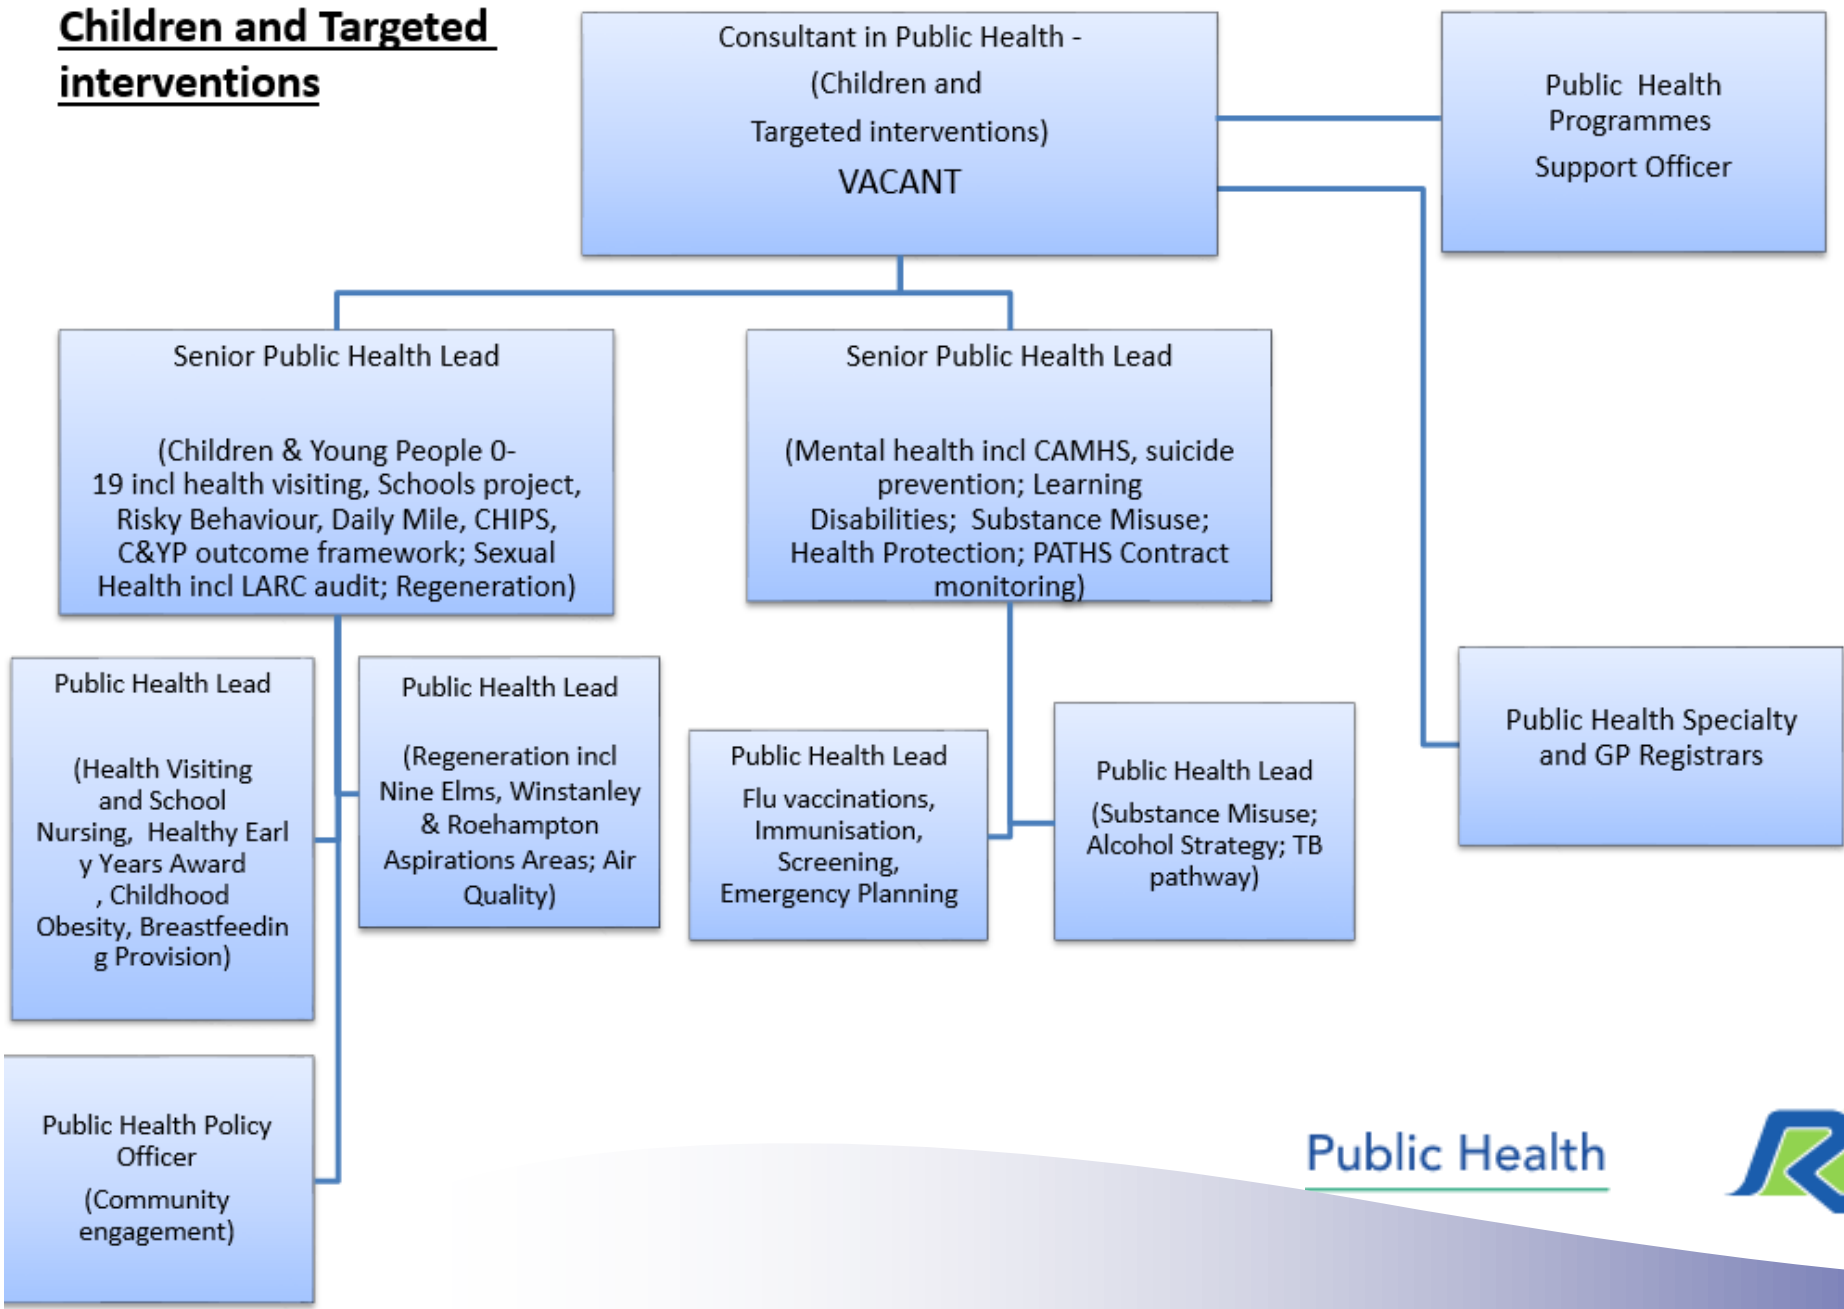 Children and Targeted
interventions
Consultant in Public Health -
(Children and
Targeted interventions)
VACANT
Public Health
Programmes
Support Officer
Senior Public Health Lead
(Children & Young People 0-
19 incl health visiting, Schools project,
Risky Behaviour, Daily Mile, CHIPS,
C&YP outcome framework; Sexual
Health incl LARC audit; Regeneration)
Senior Public Health Lead
(Mental health incl CAMHS, suicide
prevention; Learning
Disabilities; Substance Misuse;
Health Protection; PATHS Contract
monitoring)
Public Health Lead
(Health Visiting
and School
Nursing, Healthy Earl
y Years Award
, Childhood
Obesity, Breastfeedin
g Provision)
Public Health Lead
(Regeneration incl
Nine Elms, Winstanley
& Roehampton
Aspirations Areas; Air
Quality)
Public Health Lead
Flu vaccinations,
Immunisation,
Screening,
Emergency Planning
Public Health Lead
(Substance Misuse;
Alcohol Strategy; TB
pathway)
Public Health Specialty
and GP Registrars
Public Health Policy
Officer
(Community
engagement)
Public Health
R